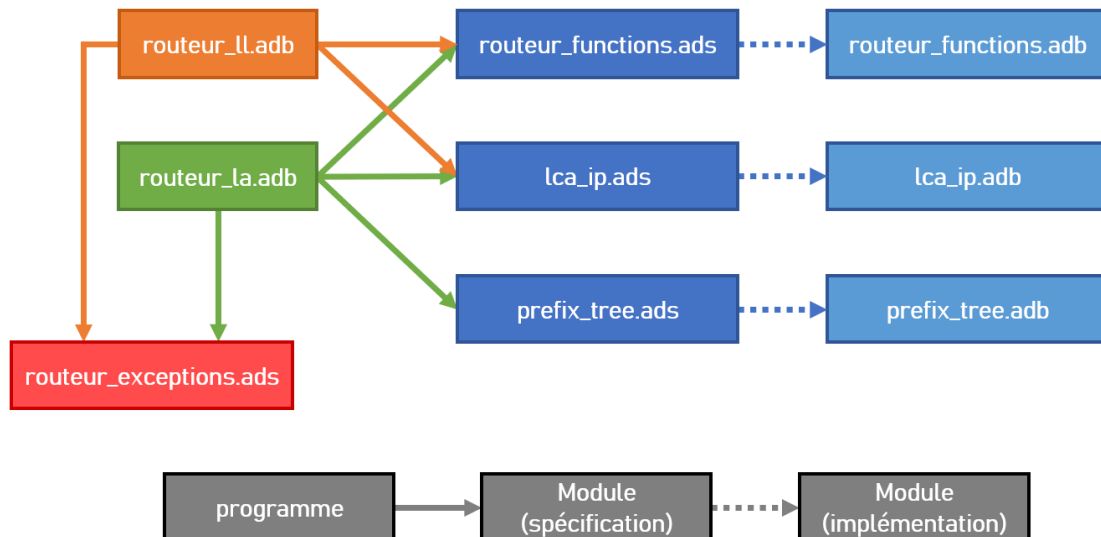 routeur_ll.adb
routeur_functions.ads
routeur_functions.adb
routeur_la.adb
lca_ip.ads
lca_ip.adb
prefix_tree.ads
prefix_tree.adb
routeur_exceptions.ads
programme
Module
(spécification)
Module
(implémentation)